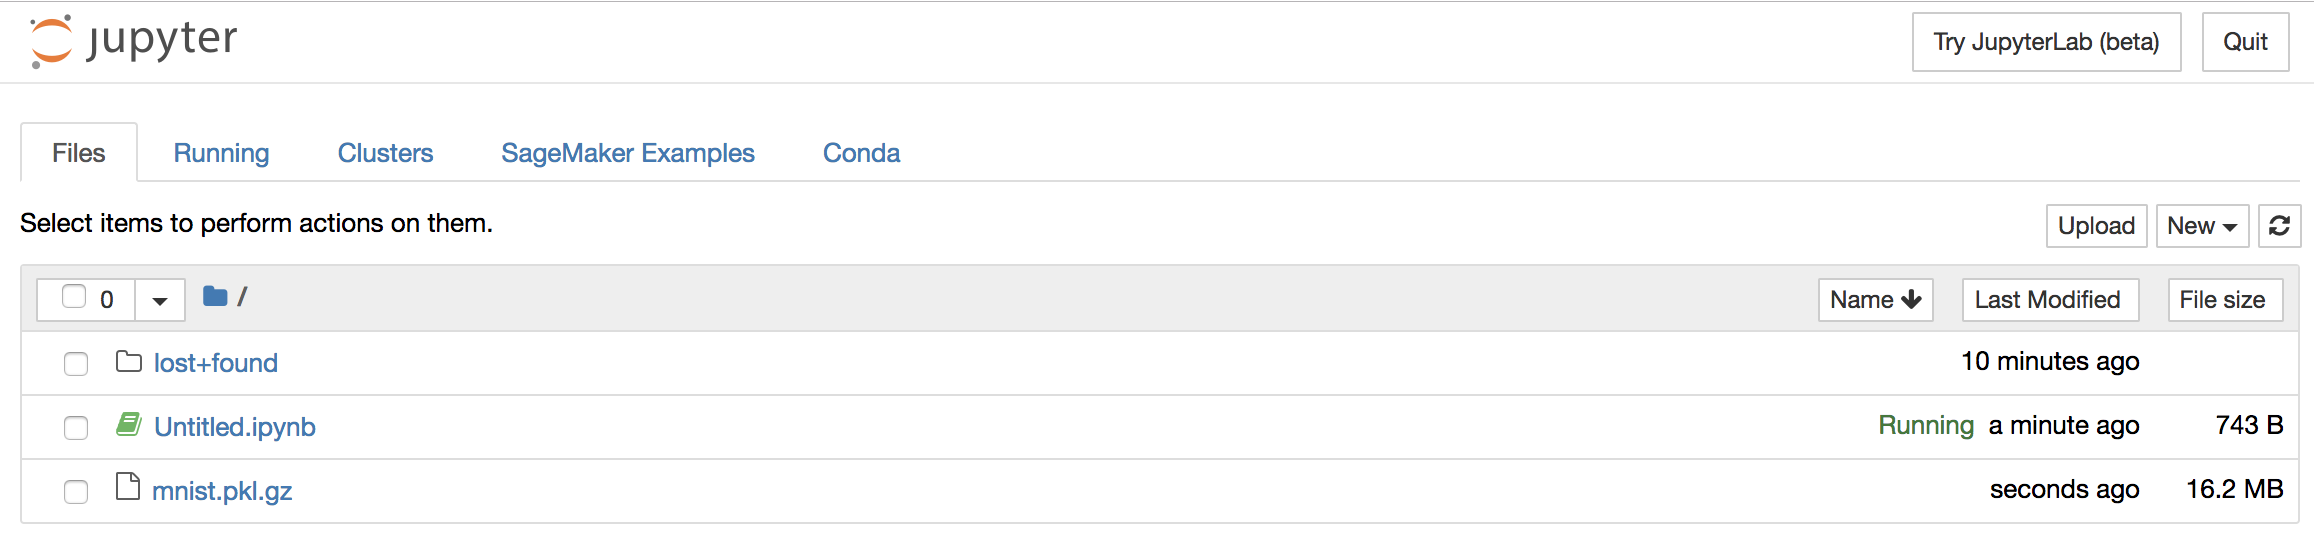 jupyter Try JupyterLab (beta) Quit
Files Running Clusters SageMaker Examples Conda
Select items to perform actions on them. Upload New
0 / Name Last Modified File size
lost+found 10 minutes ago
Untitled.ipynb Running a minute ago 743 B
mnist.pkl.gz seconds ago 16.2 MB